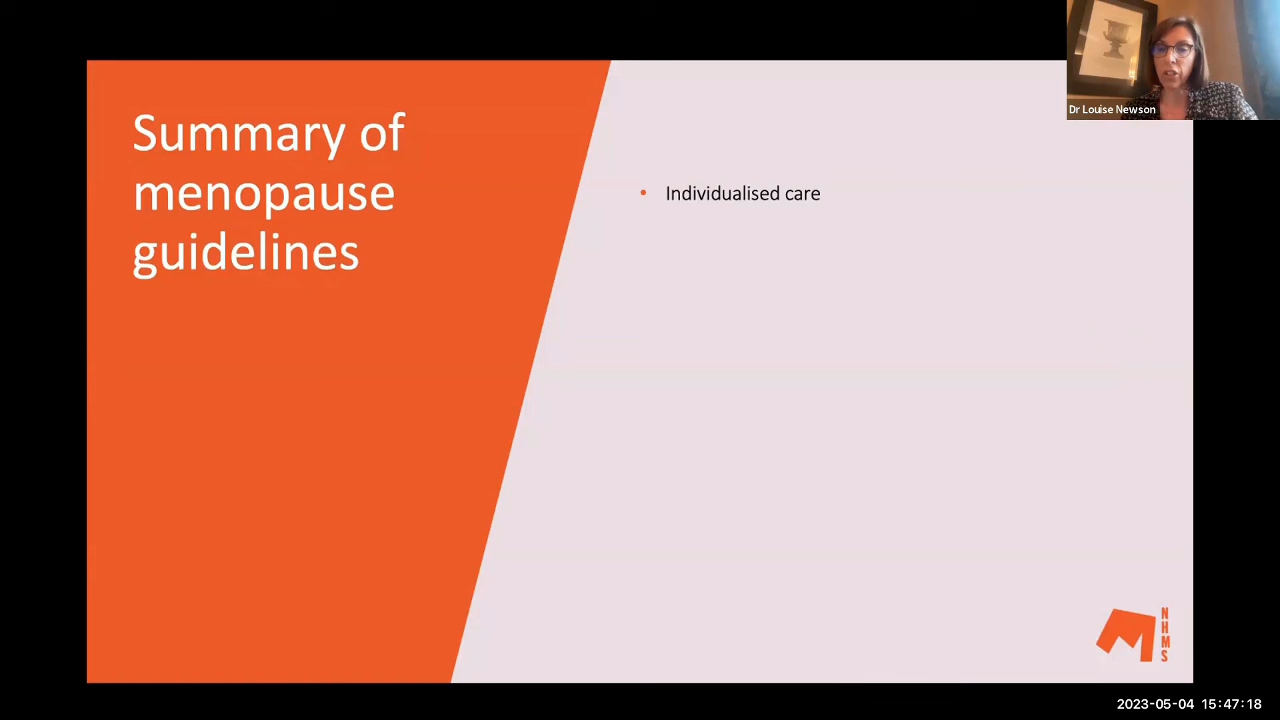 Summary of
menopause
guidelines
• Individualised care
Dr Louise Newson
NHMS
2023-05-04 15:47:18